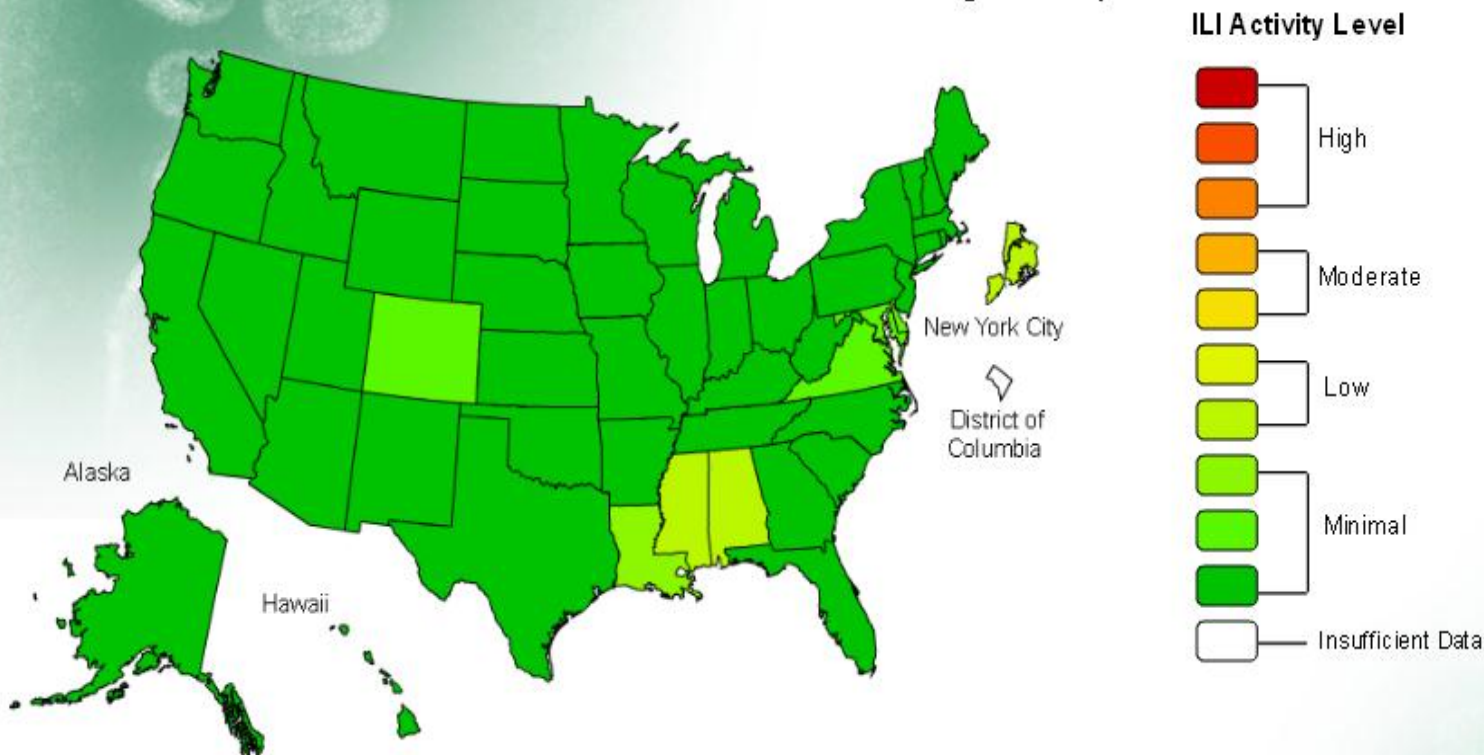 ILI Activity Level
High
Moderate
New York City
Low
District of
Columbia
Alaska
Minimal
Hawaii
Insufficient Data